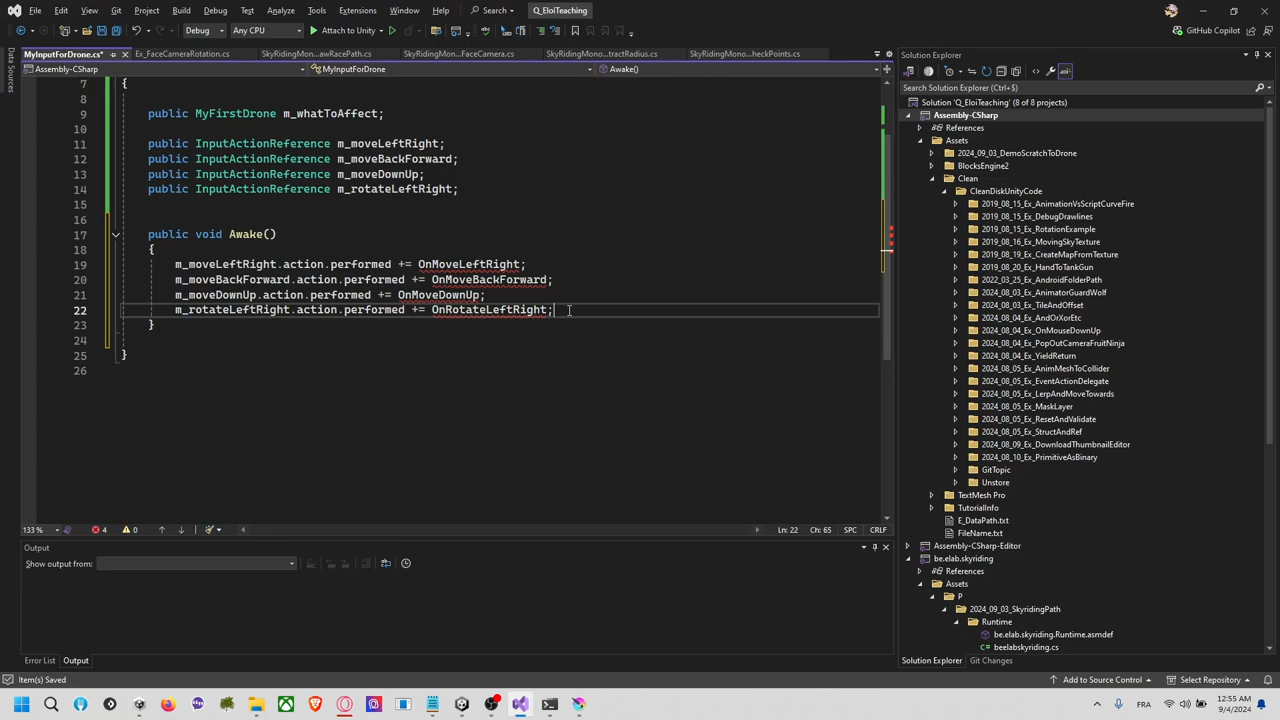 File Edit View Git Project Build Debug Test Analyze Tools Extensions Window Help Search Q_EloiTeaching
Debug Any CPU Attach to Unity GitHub Copilot
Data Sources
MyInputForDrone.cs* Ex_FaceCameraRotation.cs SkyRidingMon...awRacePath.cs SkyRidingMon...FaceCamera.cs SkyRidingMono...tractRadius.cs SkyRidingMono...heckPoints.cs
Assembly-CSharp MyInputForDrone Awake()
7 {
8
9 public MyFirstDrone m_whatToAffect;
10
11 public InputActionReference m_moveLeftRight;
12 public InputActionReference m_moveBackForward;
13 public InputActionReference m_moveDownUp;
14 public InputActionReference m_rotateLeftRight;
15
16
17 public void Awake()
18 {
19 m_moveLeftRight.action.performed += OnMoveLeftRight;
20 m_moveBackForward.action.performed += OnMoveBackForward;
21 m_moveDownUp.action.performed += OnMoveDownUp;
22 m_rotateLeftRight.action.performed += OnRotateLeftRight;
23 }
24
25 }
26
133 % 4 0 Ln: 22 Ch: 65 SPC CRLF
Output
Show output from:
Error List Output
Solution Explorer
Search Solution Explorer (Ctrl+$)
Solution 'Q_EloiTeaching' (8 of 8 projects)
Assembly-CSharp
References
Assets
2024_09_03_DemoScratchToDrone
BlocksEngine2
Clean
CleanDiskUnityCode
2019_08_15_Ex_AnimationVsScriptCurveFire
2019_08_15_Ex_DebugDrawlines
2019_08_15_Ex_RotationExample
2019_08_16_Ex_MovingSkyTexture
2019_08_19_Ex_CreateMapFromTexture
2019_08_20_Ex_HandToTankGun
2022_03_25_Ex_AndroidFolderPath
2024_08_03_Ex_AnimatorGuardWolf
2024_08_03_Ex_TileAndOffset
2024_08_04_Ex_AndOrXorEtc
2024_08_04_Ex_OnMouseDownUp
2024_08_04_Ex_PopOutCameraFruitNinja
2024_08_04_Ex_YieldReturn
2024_08_05_Ex_AnimMeshToCollider
2024_08_05_Ex_EventActionDelegate
2024_08_05_Ex_LerpAndMoveTowards
2024_08_05_Ex_MaskLayer
2024_08_05_Ex_ResetAndValidate
2024_08_05_Ex_StructAndRef
2024_08_09_Ex_DownloadThumbnailEditor
2024_08_10_Ex_PrimitiveAsBinary
GitTopic
Unstore
TextMesh Pro
TutorialInfo
E_DataPath.txt
FileName.txt
Assembly-CSharp-Editor
be.elab.skyriding
References
Assets
P
2024_09_03_SkyridingPath
Runtime
be.elab.skyriding.Runtime.asmdef
beelabskyriding.cs
Solution Explorer Git Changes
Item(s) Saved Add to Source Control Select Repository
FRA 12:55 AM
9/4/2024